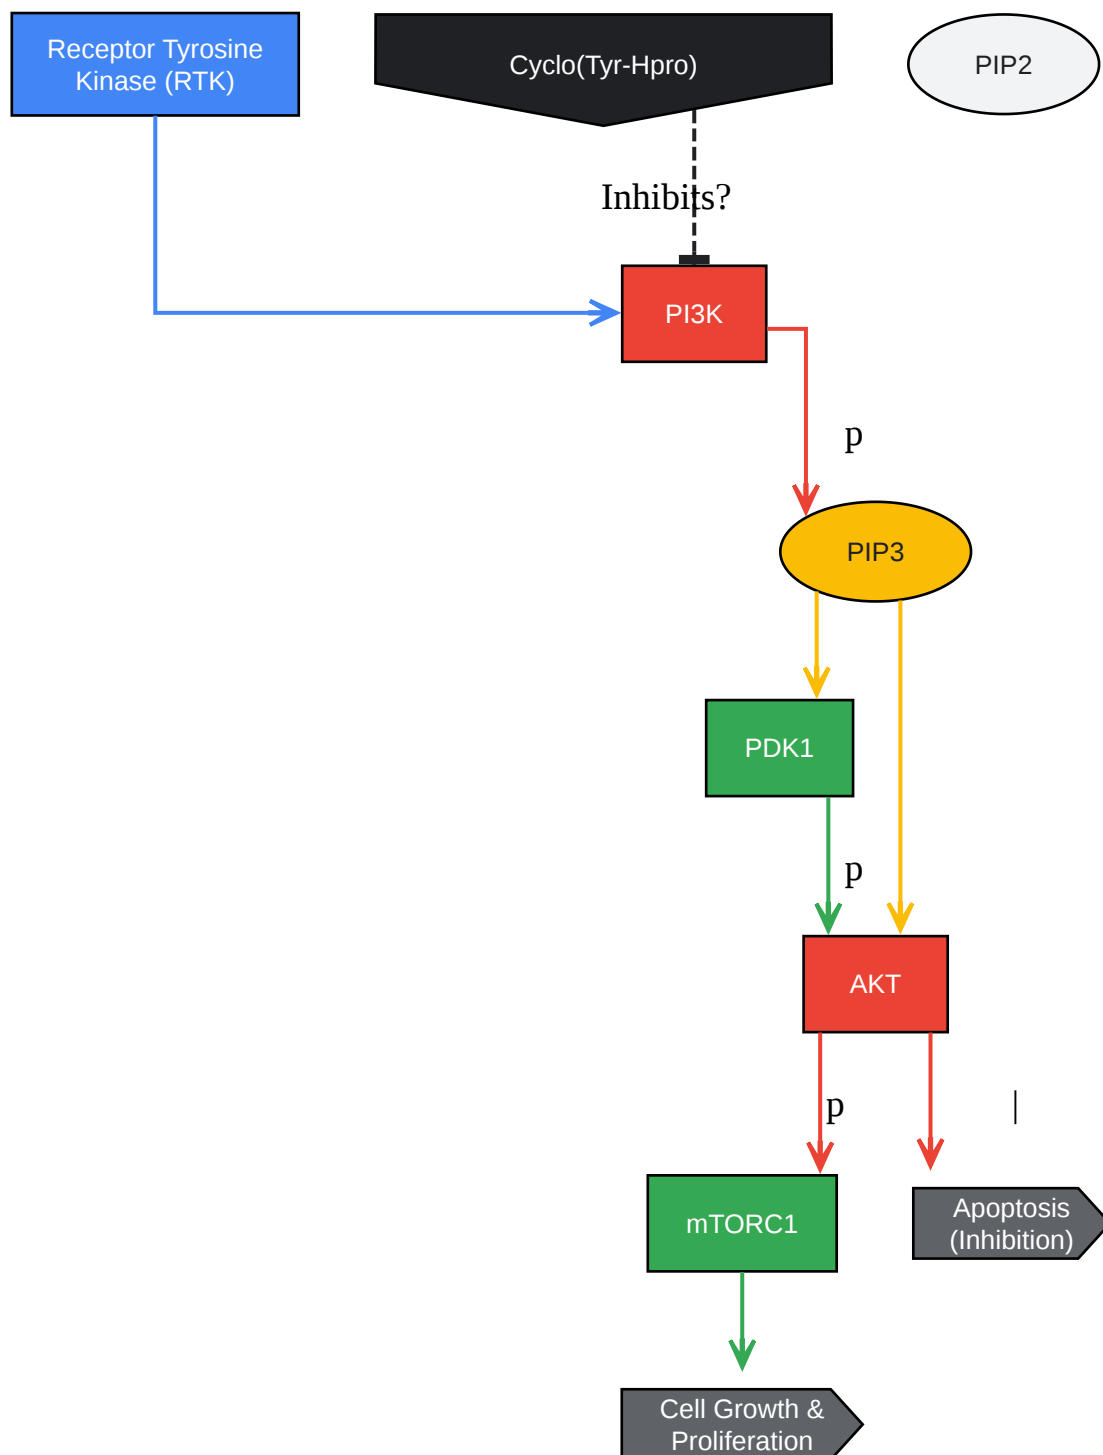 Receptor Tyrosine
Kinase (RTK)
Cyclo(Tyr-Hpro)
PIP2
Inhibits?
PI3K
p
PIP3
PDK1
p
AKT
p
|
mTORC1
Apoptosis
(Inhibition)
Cell Growth &
Proliferation